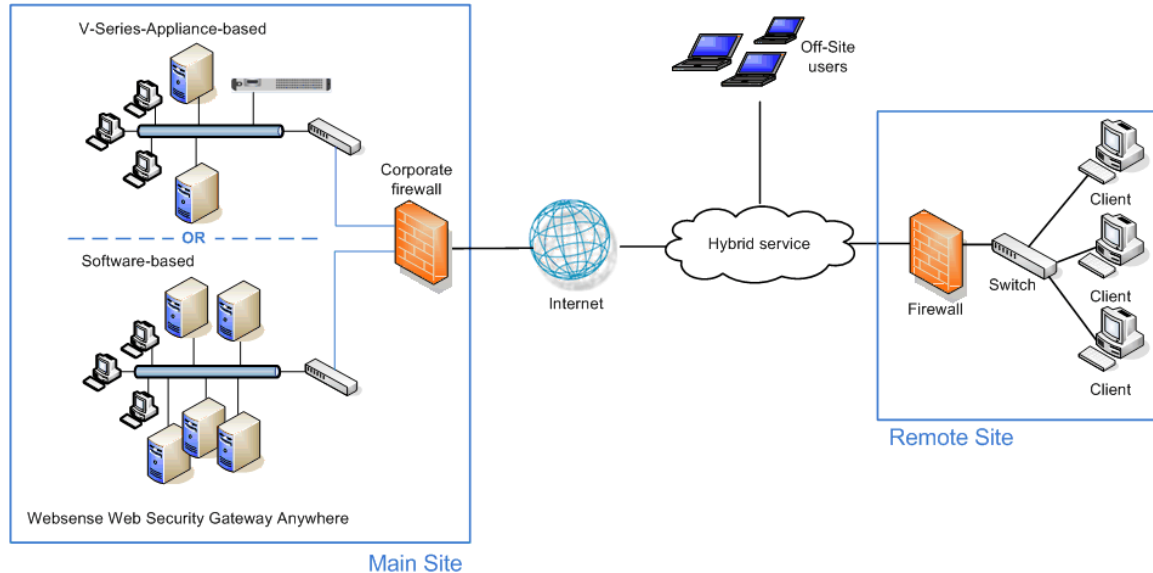 V-Series-Appliance-based
OR
Software-based
Websense Web Security Gateway Anywhere
Main Site
Corporate
firewall
Internet
Off-Site
users
Hybrid service
Firewall
Switch
Client
Client
Client
Remote Site